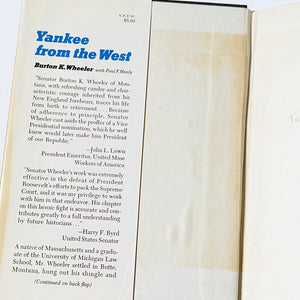 Y.F.T.W.
$5.95
Yankee
from the West
Burton K. Wheeler with Paul F. Healy
"Senator Burton K. Wheeler of Mon-
tana, with refreshing candor and cha-
racteristic courage inherited from his
New England forebears, traces his life
from birth to retirement. . . . Because
of adherence to principle, Senator
Wheeler cast aside the proffer of a Vice
Presidential nomination, which he well
knew would later make him President
of our Republic."
—John L. Lewis
President Emeritus, United Mine
Workers of America
"Senator Wheeler's work was extremely
effective in the defeat of President
Roosevelt's efforts to pack the Supreme
Court, and it was my privilege to work
with him in that endeavor. His chapter
on this heroic fight is accurate and con-
tributes greatly to a full understanding
by future historians . . ."
—Harry F. Byrd
United States Senator
A native of Massachusetts and a grad-
uate of the University of Michigan Law
School, Mr. Wheeler settled in Butte,
Montana, hung out his shingle and
(Continued on back flap)